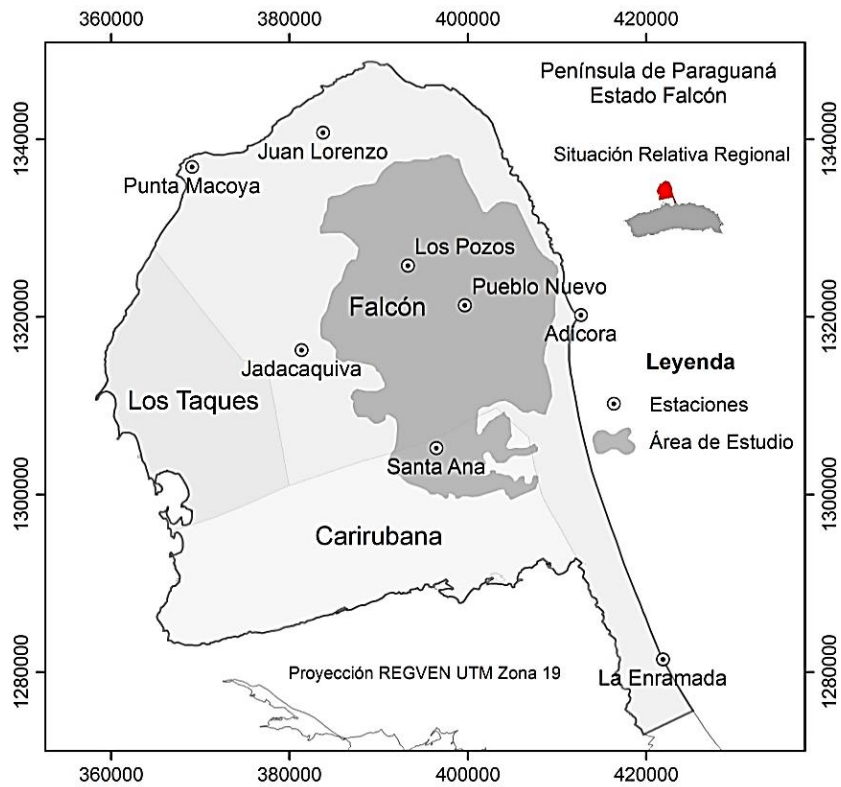 360000
380000
400000
420000
Península de Paraguaná
Estado Falcón
1340000
1340000
Juan Lorenzo
Situación Relativa Regional
Punta Macoya
Los Pozos
Pueblo Nuevo
Falcón
1320000
1320000
Adícora
Jadacaquiva
Leyenda
Los Taques
Estaciones
Área de Estudio
Santa Ana
1300000
1300000
Carirubana
Proyección REGVEN UTM Zona 19
La Enramada
1280000
1280000
360000
380000
400000
420000